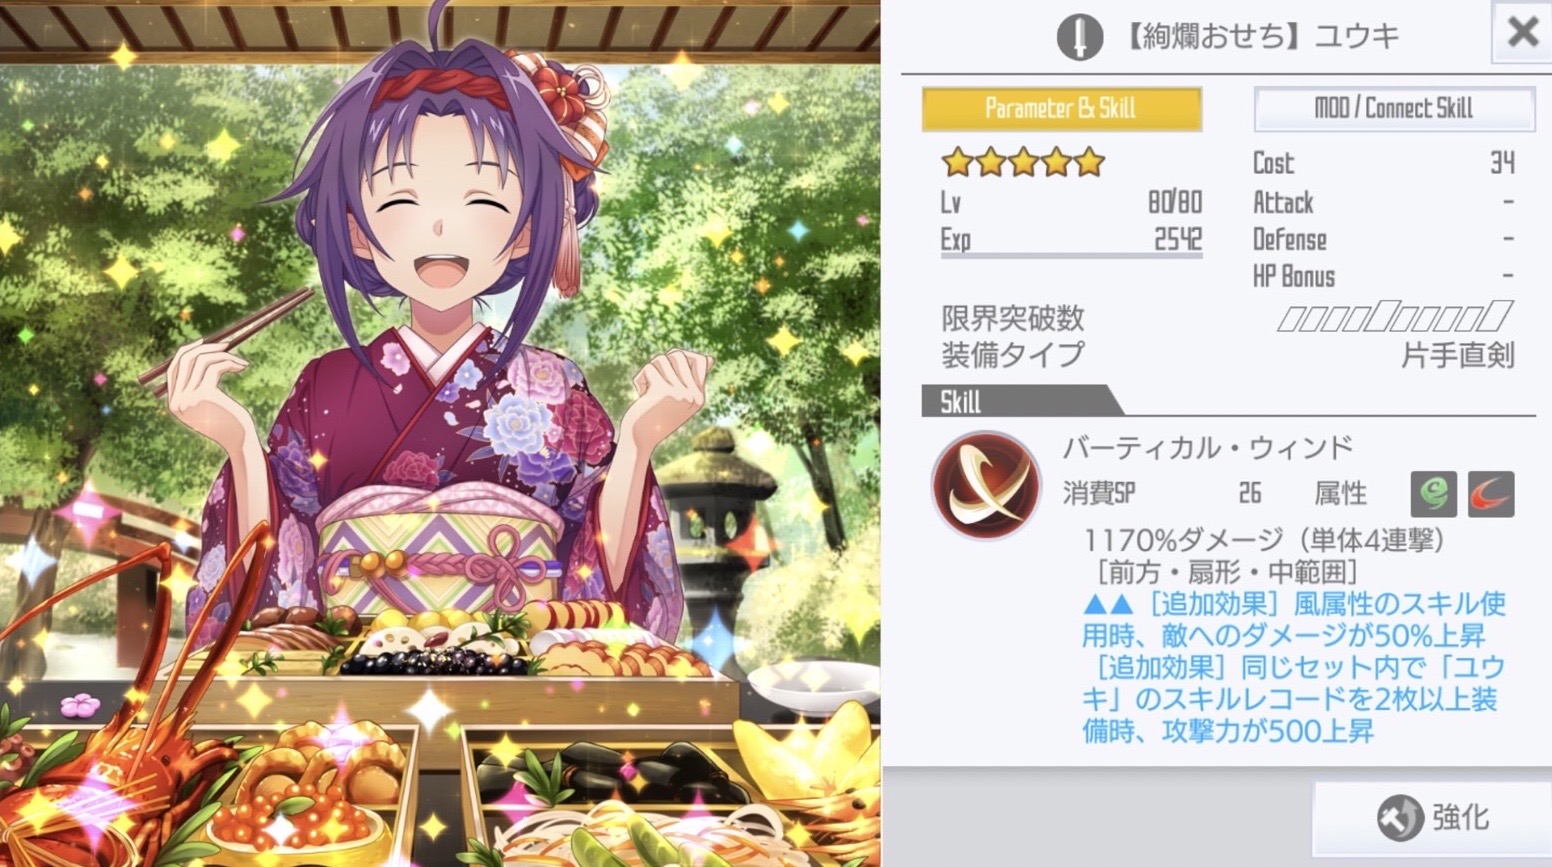 【絢爛おせち】ユウキ
Parameter & Skill
MOD / Connect Skill
Lv 80/80
Exp 2542
Cost 34
Attack -
Defense -
HP Bonus -
限界突破数
装備タイプ 片手直剣
Skill
バーティカル・ウィンド
消費SP 26 属性
1170%ダメージ（単体4連撃）
［前方・扇形・中範囲］
▲▲［追加効果］風属性のスキル使
用時、敵へのダメージが50%上昇
［追加効果］同じセット内で「ユウ
キ」のスキルレコードを2枚以上装
備時、攻撃力が500上昇
強化